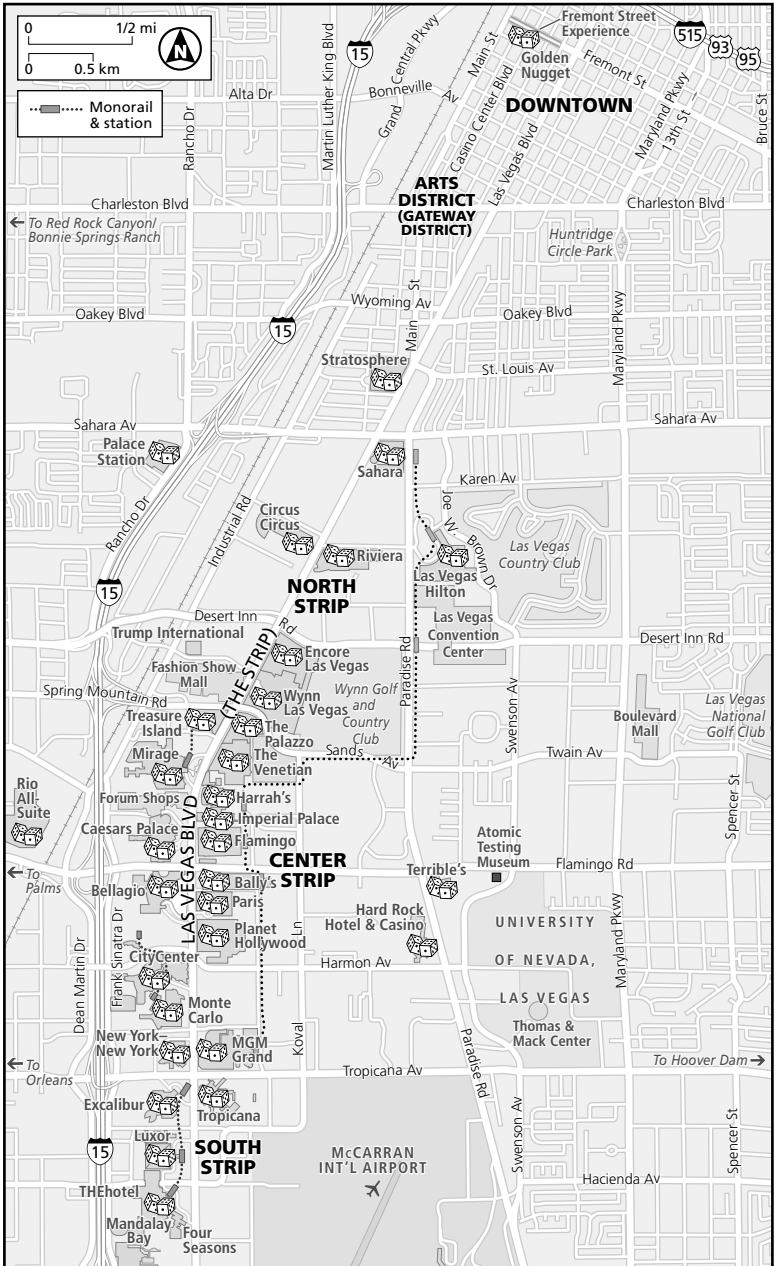 0 1/2 mi
0 0.5 km
N
Monorail
& station
Fremont Street
Experience
Golden
Nugget
515
93
95
15
Main St
Central Pkwy
Grand
Casino Center Blvd
Las Vegas Blvd
Fremont St
Maryland Pkwy
13th St
Bruce St
DOWNTOWN
Martin Luther King Blvd
Alta Dr
Bonneville Av
Rancho Dr
ARTS
DISTRICT
(GATEWAY
DISTRICT)
Charleston Blvd
Charleston Blvd
To Red Rock Canyon/
Bonnie Springs Ranch
Huntridge
Circle Park
Wyoming Av
Oakey Blvd
Oakey Blvd
15
Main St
Maryland Pkwy
Stratosphere
St. Louis Av
Sahara Av
Sahara Av
Palace
Station
Sahara
Karen Av
Rancho Dr
Industrial Rd
Circus
Circus
Riviera
Joe W. Brown Dr
Las Vegas
Country Club
Las Vegas
Hilton
NORTH
STRIP
15
Desert Inn Rd
Las Vegas
Convention
Center
Desert Inn Rd
Trump International
Encore
Las Vegas
Fashion Show
Mall
(THE STRIP)
Paradise Rd
Swenson Av
Spring Mountain Rd
Wynn
Las Vegas
Wynn Golf
and
Country
Club
Treasure
Island
The
Palazzo
Boulevard
Mall
Las Vegas
National
Golf Club
Mirage
The
Venetian
Sands Av
Twain Av
Rio
All-
Suite
Forum Shops
Harrah's
Imperial Palace
Caesars Palace
Flamingo
LAS VEGAS BLVD
CENTER
STRIP
Spencer St
Atomic
Testing
Museum
Flamingo Rd
Terrible's
To
Palms
Bellagio
Bally's
Paris
Hard Rock
Hotel & Casino
Planet
Hollywood
UNIVERSITY
OF NEVADA,
LAS VEGAS
Maryland Pkwy
Dean Martin Dr
Frank Sinatra Dr
CityCenter
Koval Ln
Harmon Av
Monte
Carlo
Thomas &
Mack Center
New York–
New York
MGM
Grand
Paradise Rd
To
Orleans
Tropicana Av
To Hoover Dam
Excalibur
Tropicana
15
Luxor
SOUTH
STRIP
McCARRAN
INT'L AIRPORT
Swenson Av
Spencer St
Hacienda Av
THEhotel
Mandalay
Bay
Four
Seasons